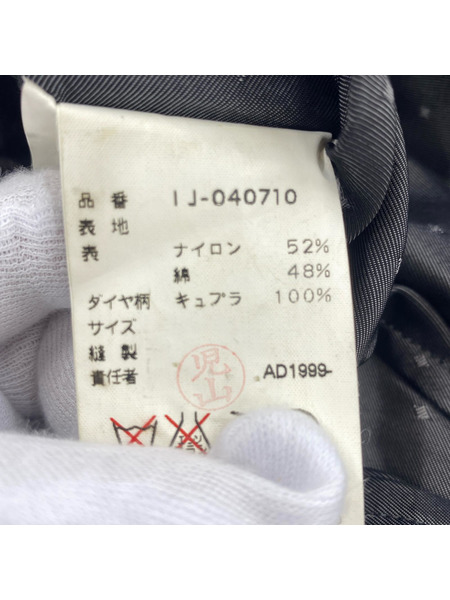 品番 IJ-040710
表地
表 ナイロン 52%
綿 48%
ダイヤ柄 キュプラ 100%
サイズ
縫製
責任者 児山 AD1999-